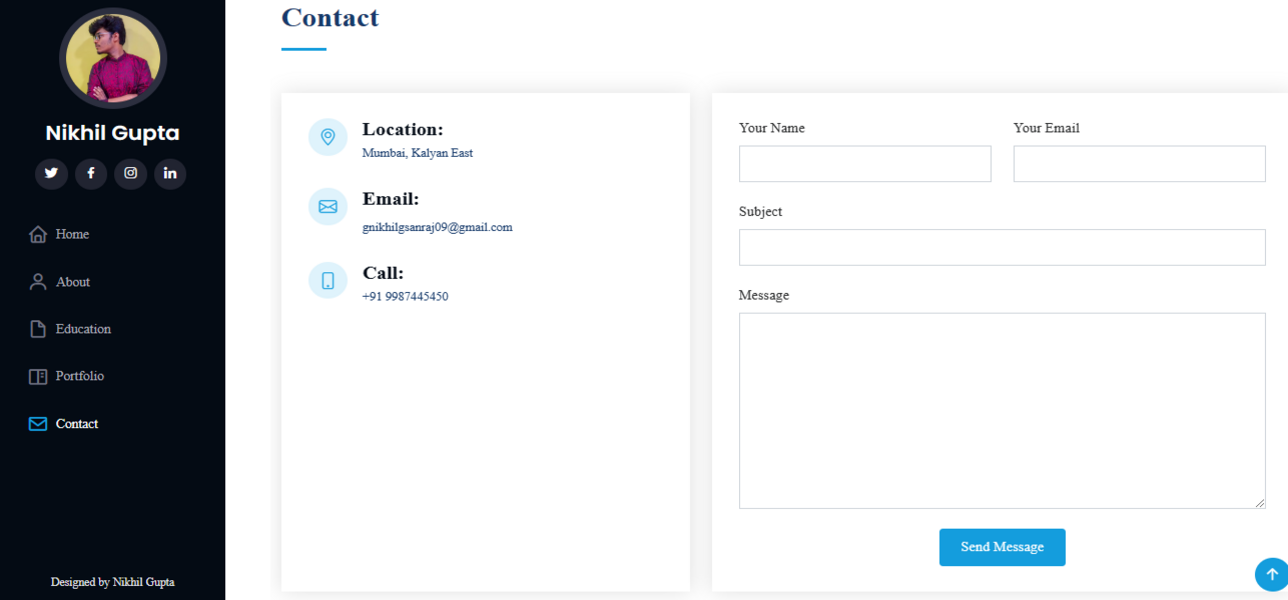 Nikhil Gupta
Home
About
Education
Portfolio
Contact
Designed by Nikhil Gupta
Contact
Location:
Mumbai, Kalyan East
Email:
gnikhilgsanraj09@gmail.com
Call:
+91 9987445450
Your Name
Your Email
Subject
Message
Send Message